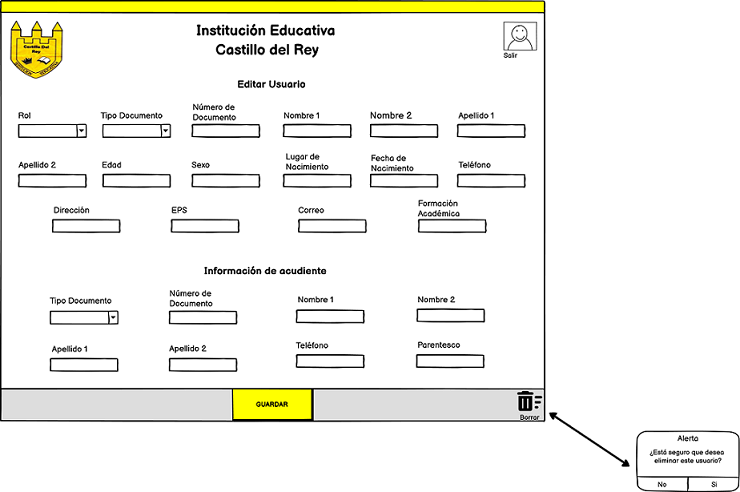 Castillo Del
Rey
Institución Educativa
Castillo del Rey
Salir
Editar Usuario
Rol
Tipo Documento
Número de
Documento
Nombre 1
Nombre 2
Apellido 1
Apellido 2
Edad
Sexo
Lugar de
Nacimiento
Fecha de
Nacimiento
Teléfono
Dirección
EPS
Correo
Formación
Académica
Información de acudiente
Tipo Documento
Número de
Documento
Nombre 1
Nombre 2
Apellido 1
Apellido 2
Teléfono
Parentesco
GUARDAR
Borrar
Alerta
¿Está seguro que desea
eliminar este usuario?
No
Si